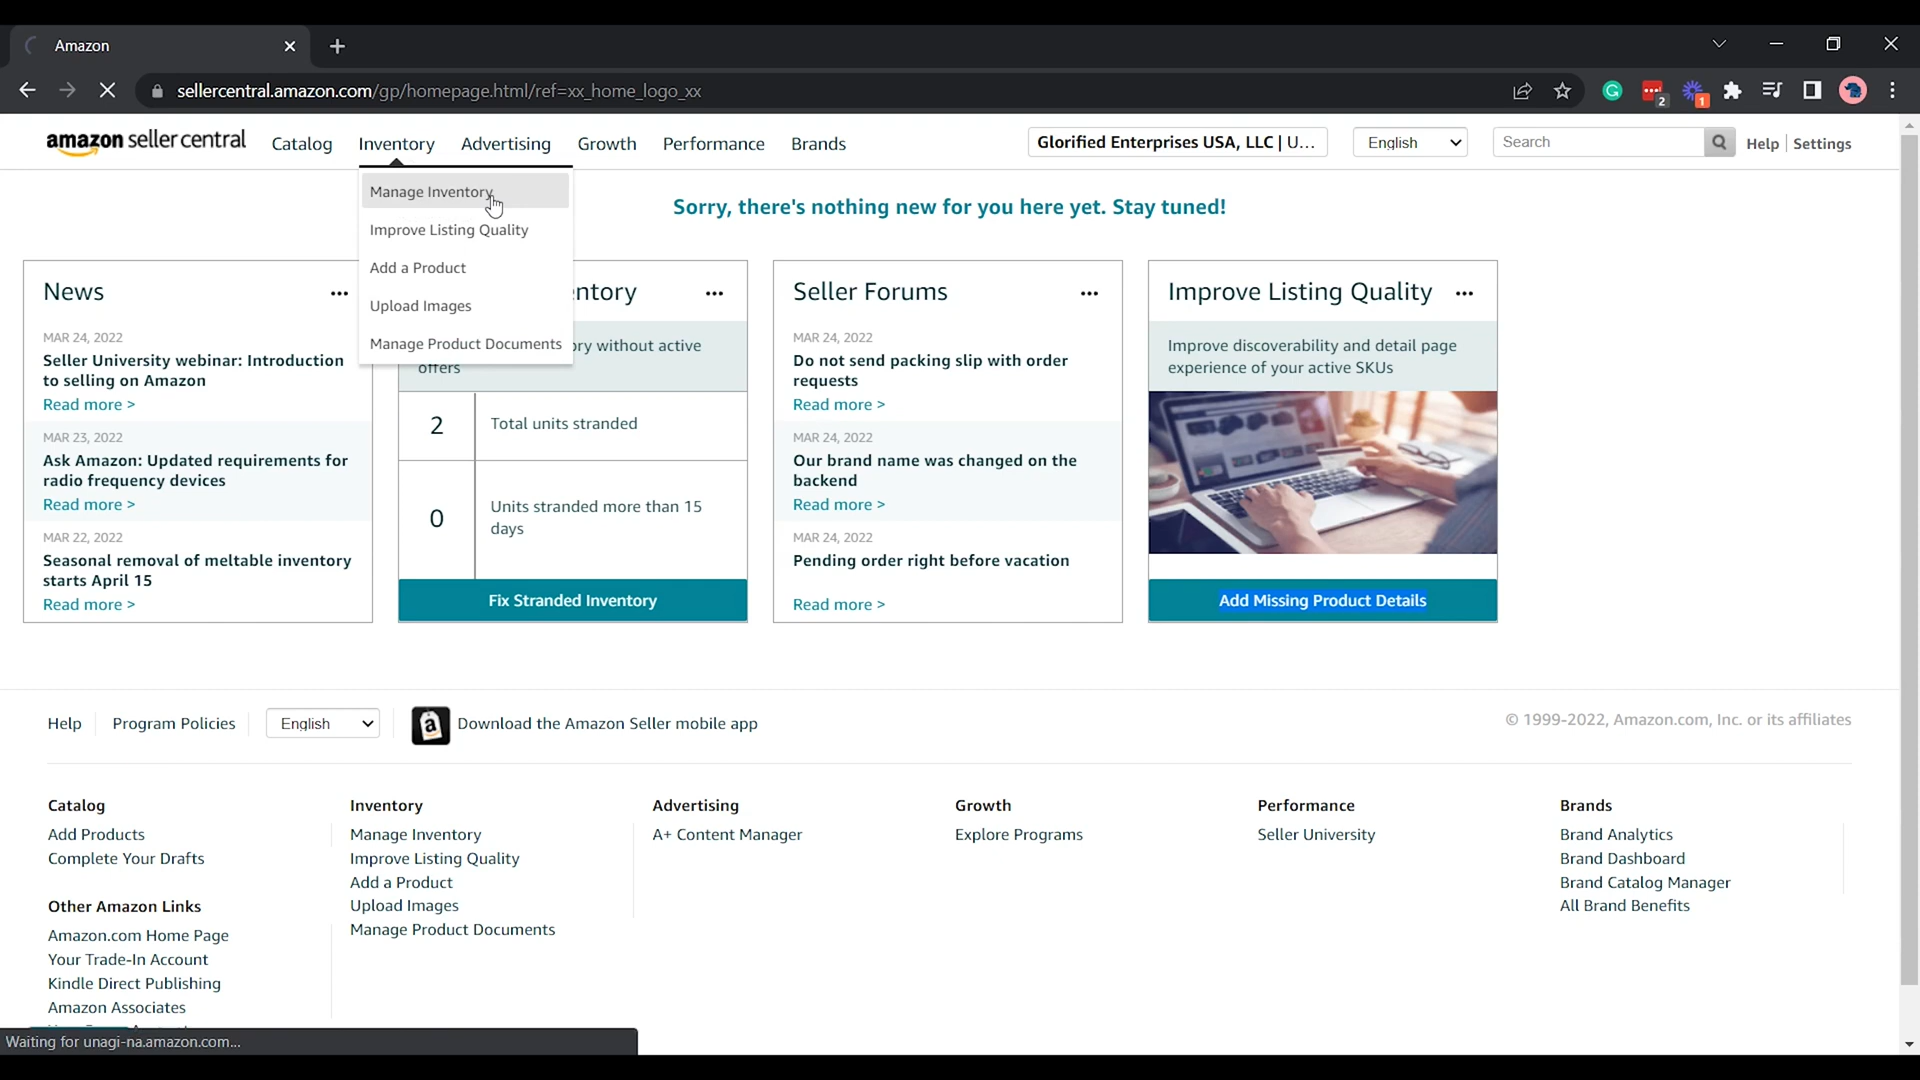 Amazon
sellercentral.amazon.com/gp/homepage.html/ref=xx_home_logo_xx
2
1
amazon seller central
Catalog
Inventory
Advertising
Growth
Performance
Brands
Glorified Enterprises USA, LLC | U...
English
Search
Help
Settings
Manage Inventory
Improve Listing Quality
Add a Product
Upload Images
Manage Product Documents
Sorry, there's nothing new for you here yet. Stay tuned!
News
MAR 24, 2022
Seller University webinar: Introduction
to selling on Amazon
Read more >
MAR 23, 2022
Ask Amazon: Updated requirements for
radio frequency devices
Read more >
MAR 22, 2022
Seasonal removal of meltable inventory
starts April 15
Read more >
ntory
ory without active
offers
2
Total units stranded
0
Units stranded more than 15
days
Fix Stranded Inventory
Seller Forums
MAR 24, 2022
Do not send packing slip with order
requests
Read more >
MAR 24, 2022
Our brand name was changed on the
backend
Read more >
MAR 24, 2022
Pending order right before vacation
Read more >
Improve Listing Quality
Improve discoverability and detail page
experience of your active SKUs
Add Missing Product Details
Help
Program Policies
English
a
Download the Amazon Seller mobile app
© 1999-2022, Amazon.com, Inc. or its affiliates
Catalog
Add Products
Complete Your Drafts
Other Amazon Links
Amazon.com Home Page
Your Trade-In Account
Kindle Direct Publishing
Amazon Associates
Inventory
Manage Inventory
Improve Listing Quality
Add a Product
Upload Images
Manage Product Documents
Advertising
A+ Content Manager
Growth
Explore Programs
Performance
Seller University
Brands
Brand Analytics
Brand Dashboard
Brand Catalog Manager
All Brand Benefits
Waiting for unagi-na.amazon.com...